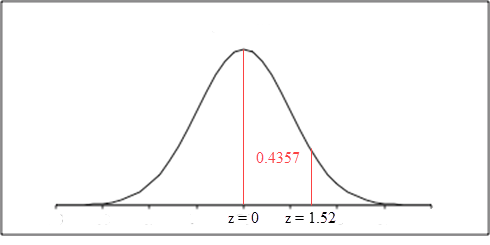 0.4357
z = 0 z = 1.52